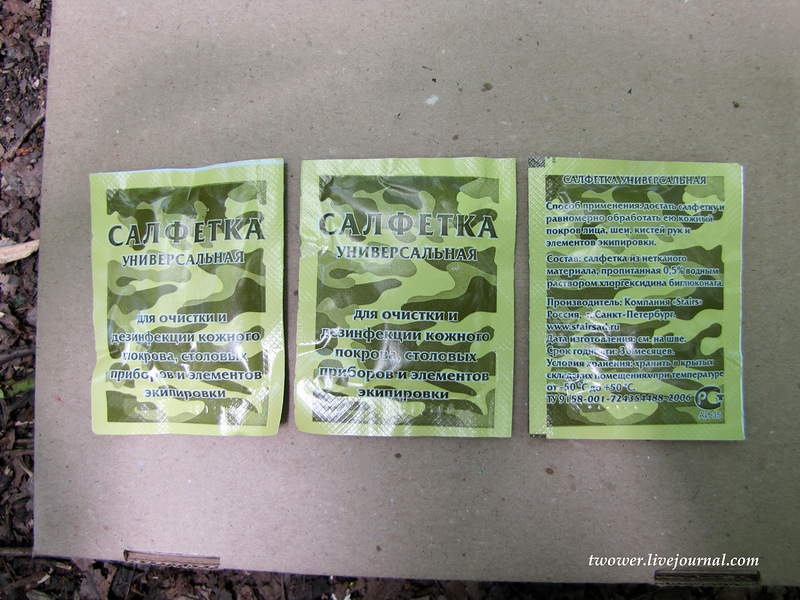 САЛФЕТКА
УНИВЕРСАЛЬНАЯ
для очистки и
дезинфекции кожного
покрова, столовых
приборов и элементов
экипировки
САЛФЕТКА
УНИВЕРСАЛЬНАЯ
для очистки и
дезинфекции кожного
покрова, столовых
приборов и элементов
экипировки
САЛФЕТКА УНИВЕРСАЛЬНАЯ
Способ применения: достать салфетку и
равномерно обработать ею кожный
покров лица, шеи, кистей рук и
элементов экипировки.
Состав: салфетка из нетканого
материала, пропитанная 0,5% водным
раствором хлоргексидина биглюконата.
Производитель: Компания «Stairs»
Россия, г. Санкт-Петербург.
www.stairsad.ru
Дата изготовления: см. на шве.
Срок годности: 36 месяцев.
Условия хранения: хранить в крытых
складских помещениях при температуре
от -50°С до +50°С.
ТУ 9158-001-724354488-2006
РСТ
АИ 36
twower.livejournal.com